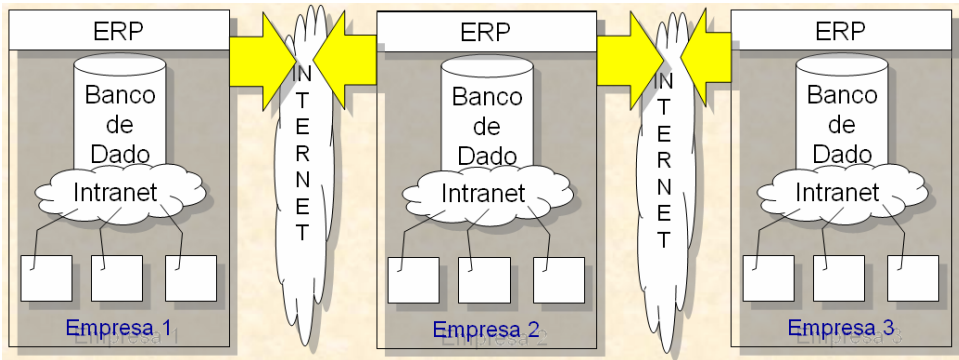 ERP
Banco
de
Dado
Intranet
Empresa 1
INTERNET
ERP
Banco
de
Dado
Intranet
Empresa 2
INTERNET
ERP
Banco
de
Dado
Intranet
Empresa 3